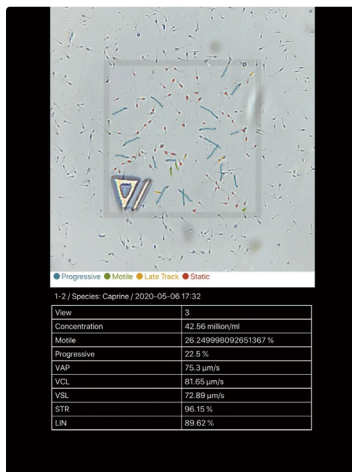 Progressive Motile Late Track Static
1-2 / Species: Caprine / 2020-05-06 17:32
View 3
Concentration 42.56 million/ml
Motile 26.249998092651367 %
Progressive 22.5 %
VAP 75.3 μm/s
VCL 81.65 μm/s
VSL 72.89 μm/s
STR 96.15 %
LIN 89.62 %